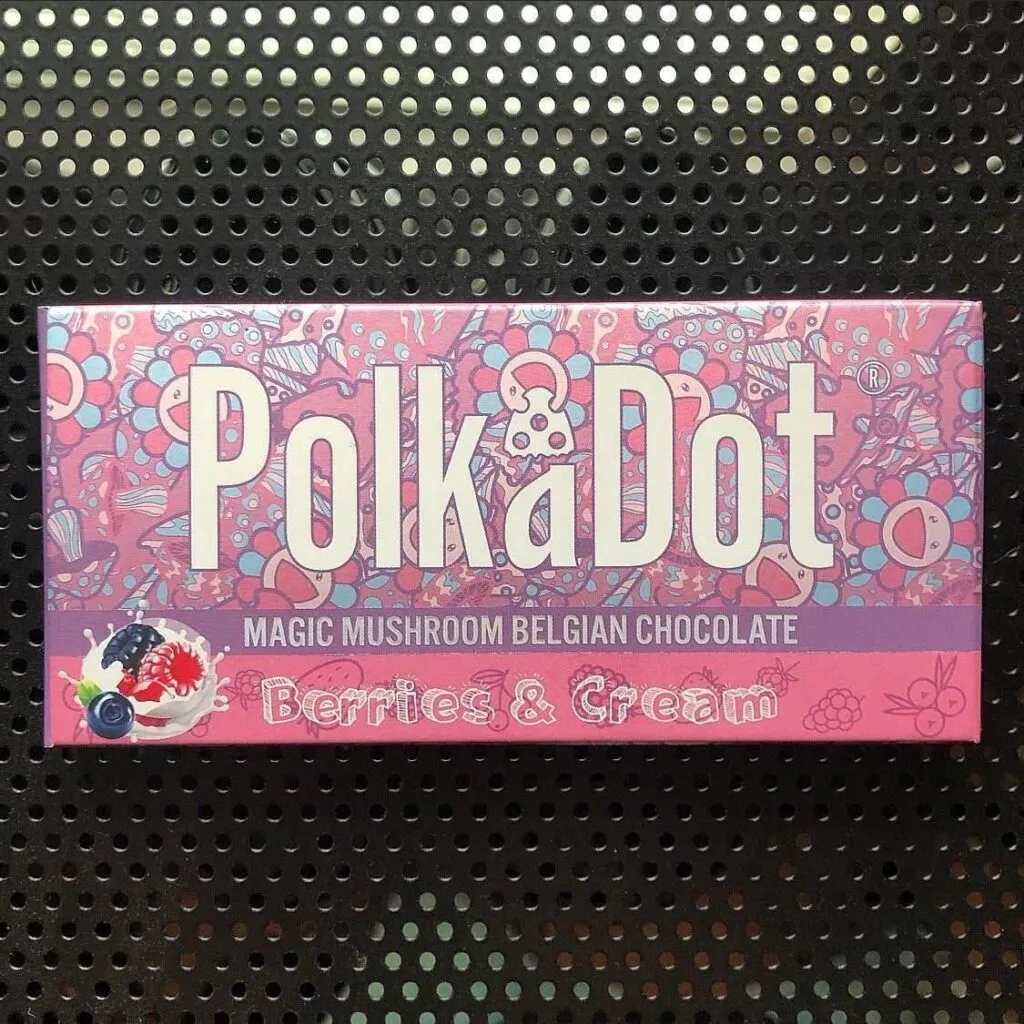 PolkaDot ®
MAGIC MUSHROOM BELGIAN CHOCOLATE
Berries & Cream